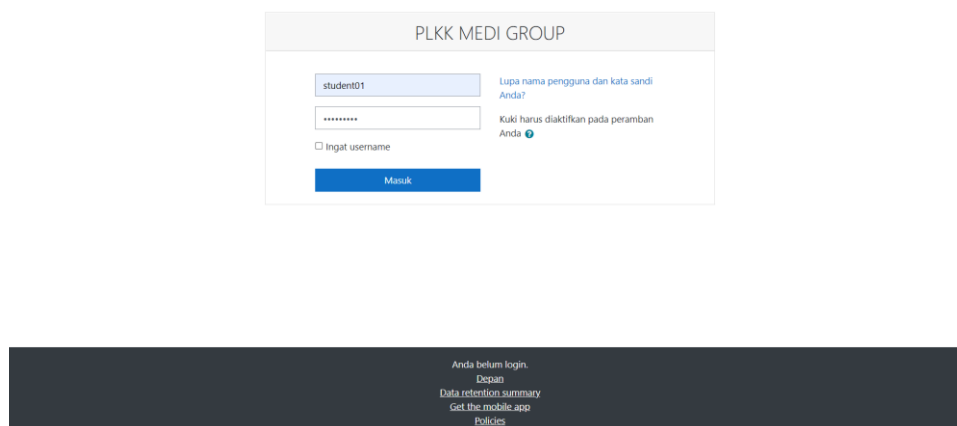 PLKK MEDI GROUP
student01
Lupa nama pengguna dan kata sandi
Anda?
•••••••••
Kuki harus diaktifkan pada peramban
Anda ?
Ingat username
Masuk
Anda belum login.
Depan
Data retention summary
Get the mobile app
Policies